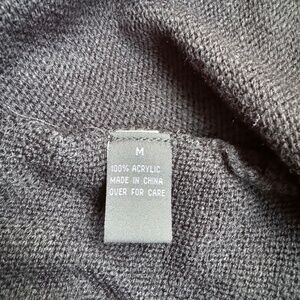 M
100% ACRYLIC
MADE IN CHINA
OVER FOR CARE